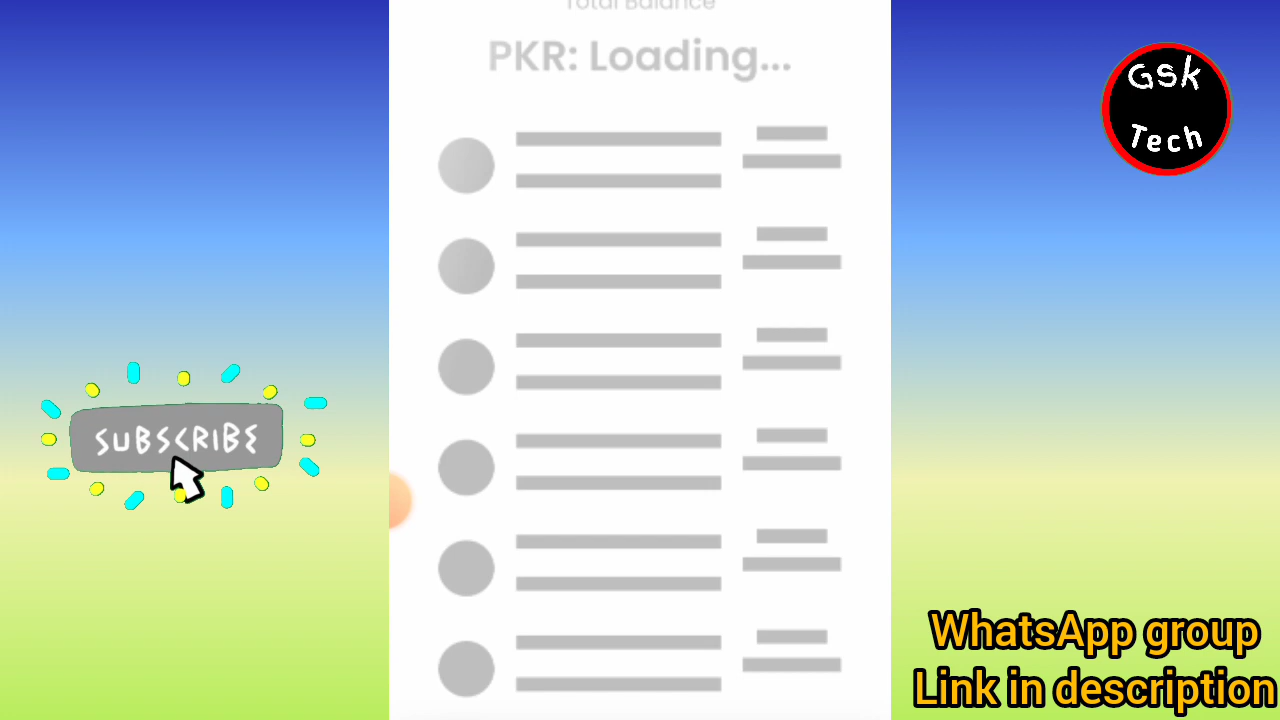 Total Balance
PKR: Loading...
Gsk
Tech
SUBSCRIBE
WhatsApp group
Link in description